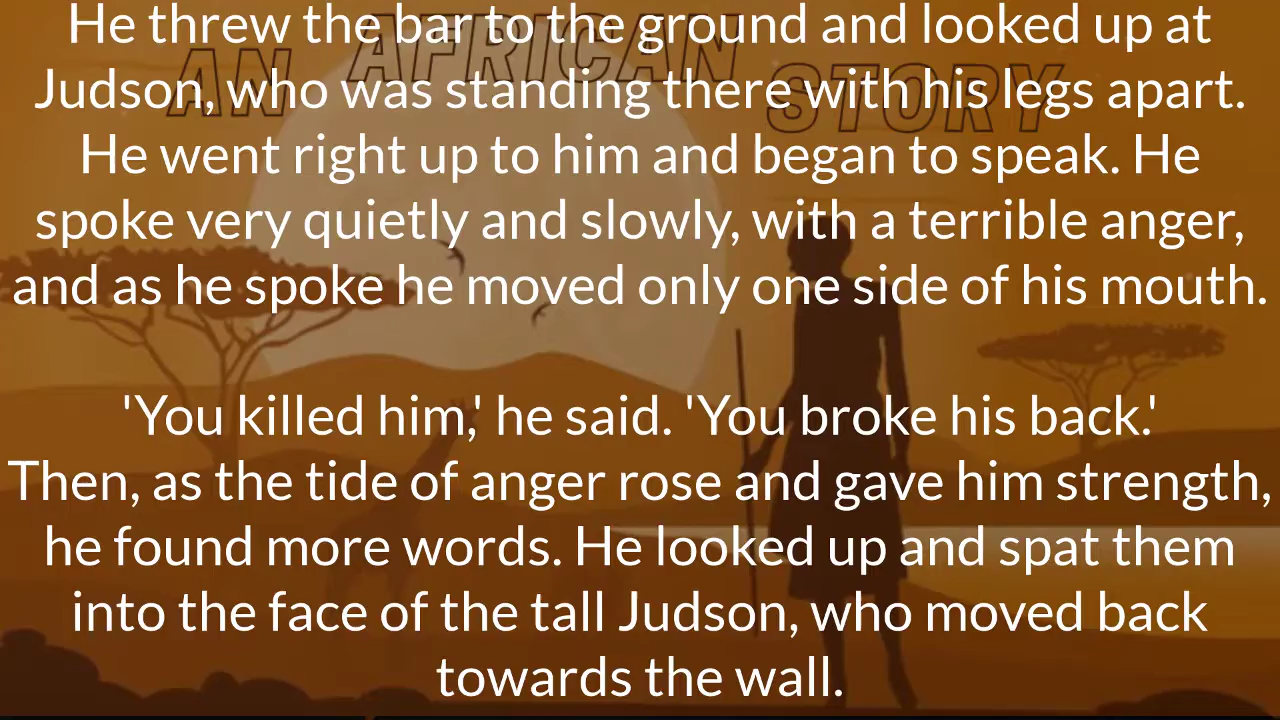 He threw the bar to the ground and looked up at
Judson, who was standing there with his legs apart.
He went right up to him and began to speak. He
spoke very quietly and slowly, with a terrible anger,
and as he spoke he moved only one side of his mouth.
'You killed him,' he said. 'You broke his back.'
Then, as the tide of anger rose and gave him strength,
he found more words. He looked up and spat them
into the face of the tall Judson, who moved back
towards the wall.
AN AFRICAN STORY